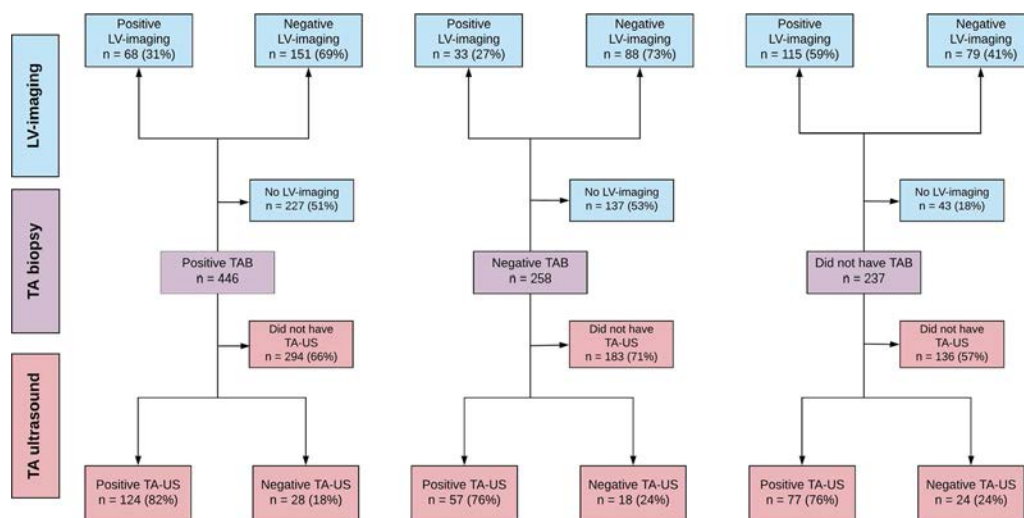 LV-imaging
TA biopsy
TA ultrasound
Positive
LV-imaging
n = 68 (31%)
Negative
LV-imaging
n = 151 (69%)
No LV-imaging
n = 227 (51%)
Positive TAB
n = 446
Did not have
TA-US
n = 294 (66%)
Positive TA-US
n = 124 (82%)
Negative TA-US
n = 28 (18%)
Positive
LV-imaging
n = 33 (27%)
Negative
LV-imaging
n = 88 (73%)
No LV-imaging
n = 137 (53%)
Negative TAB
n = 258
Did not have
TA-US
n = 183 (71%)
Positive TA-US
n = 57 (76%)
Negative TA-US
n = 18 (24%)
Positive
LV-imaging
n = 115 (59%)
Negative
LV-imaging
n = 79 (41%)
No LV-imaging
n = 43 (18%)
Did not have TAB
n = 237
Did not have
TA-US
n = 136 (57%)
Positive TA-US
n = 77 (76%)
Negative TA-US
n = 24 (24%)